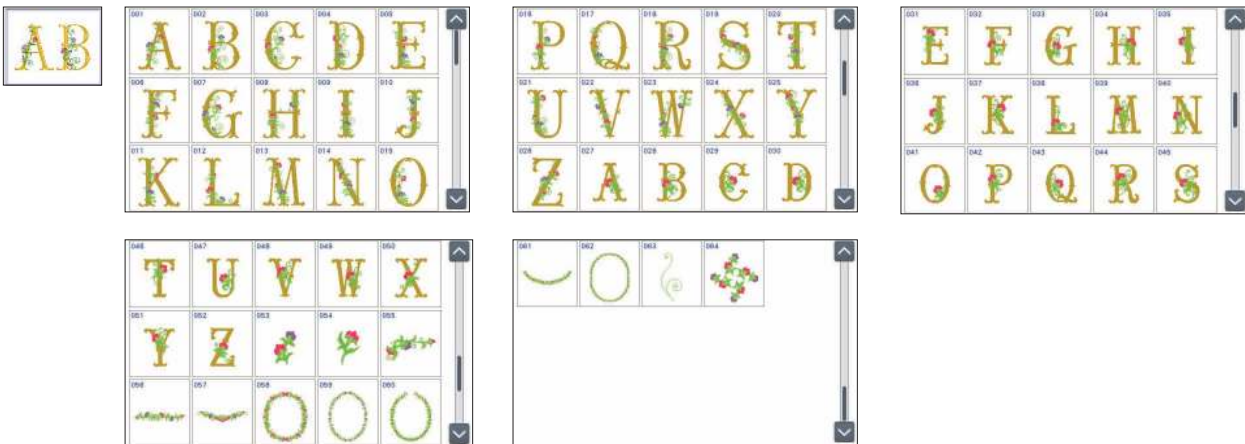 AB
001 002 003 004 005
A B C D E
006 007 008 009 010
F G H I J
011 012 013 014 015
K L M N O
016 017 018 019 020
P Q R S T
021 022 023 024 025
U V W X Y
026 027 028 029 030
Z A B C D
031 032 033 034 035
E F G H I
036 037 038 039 040
J K L M N
041 042 043 044 045
O P Q R S
046 047 048 049 050
T U V W X
051 052 053 054 055
Y Z
056 057 058 059 060
061 062 063 064